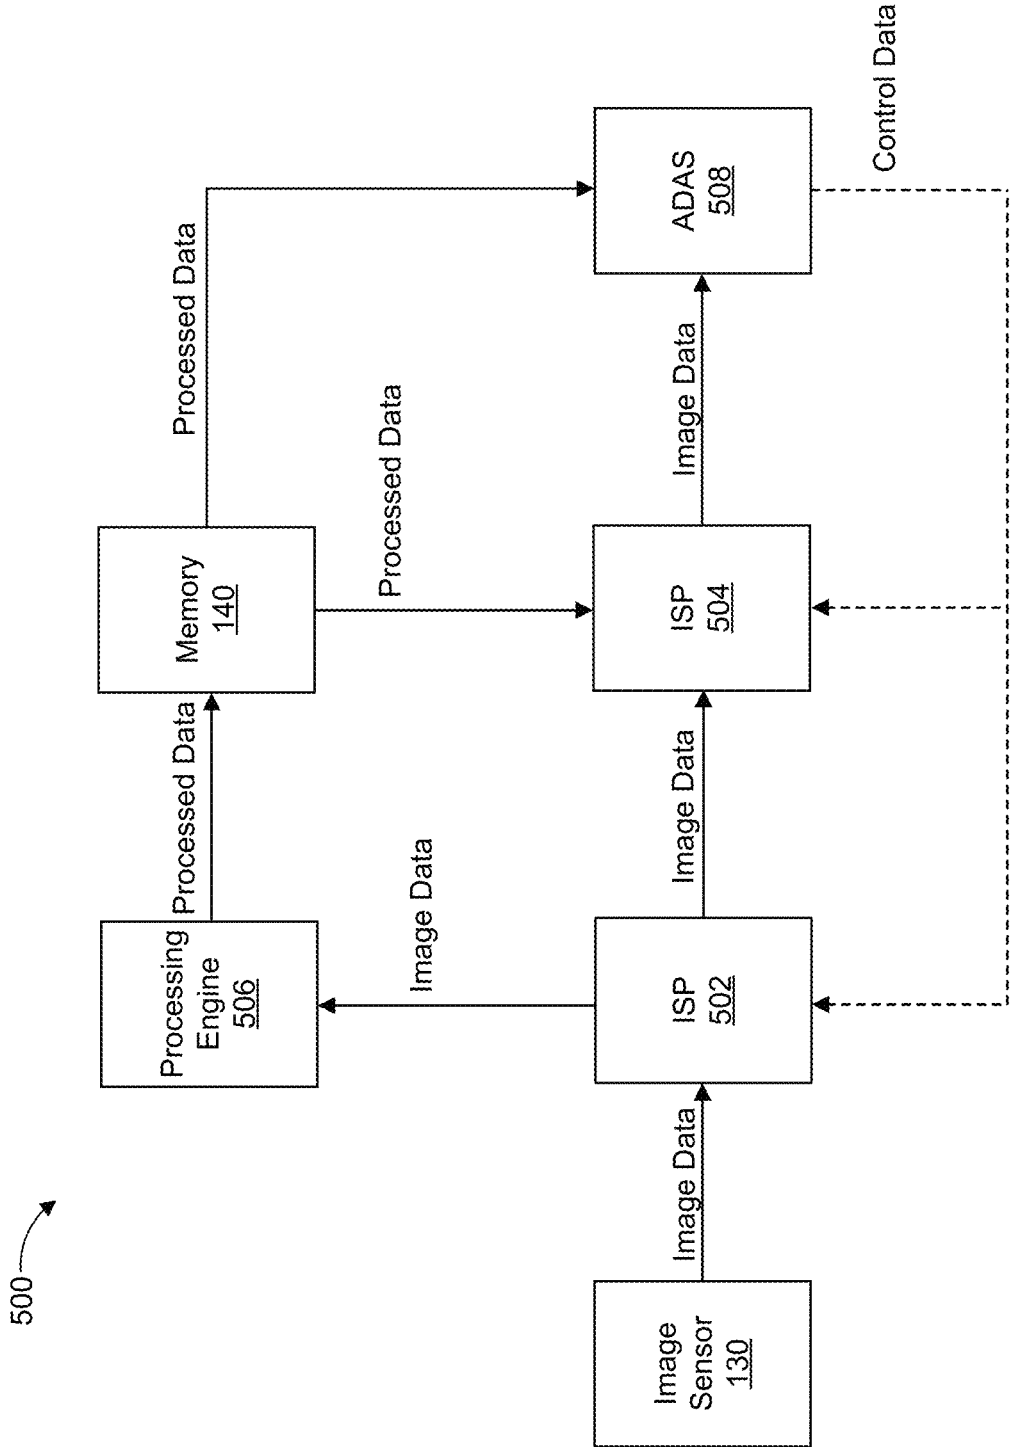 500
Processing
Engine
506
Processed Data
Memory
140
Processed Data
Image Data
Processed Data
Image
Sensor
130
Image Data
ISP
502
Image Data
ISP
504
Image Data
ADAS
508
Control Data